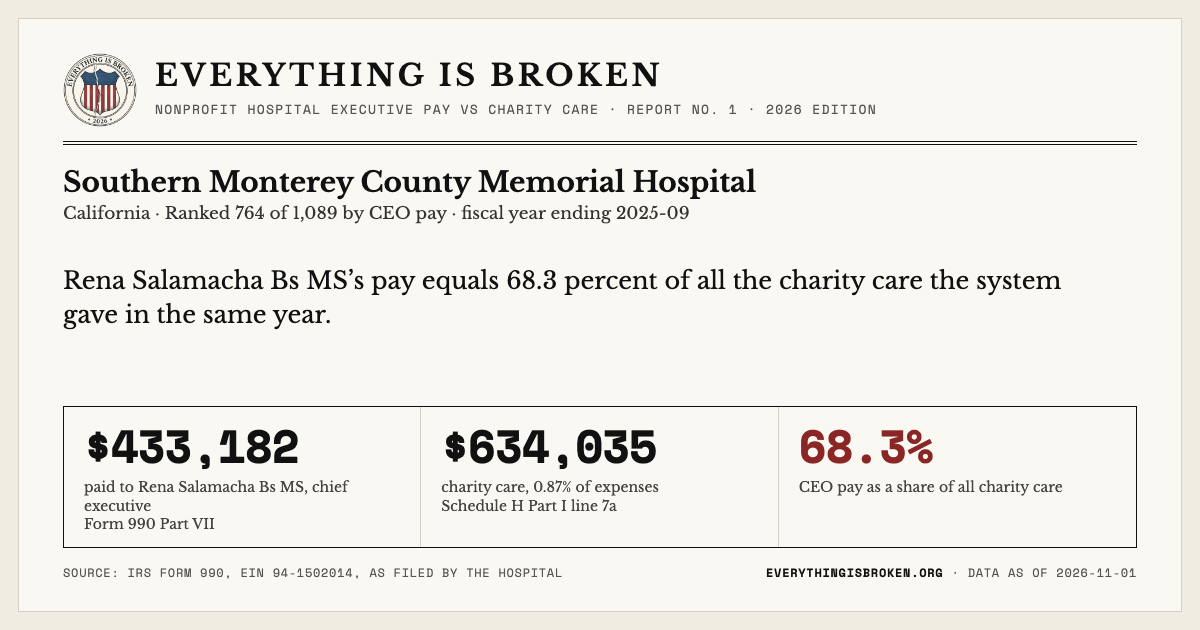 EVERYTHING IS BROKEN
2026
EVERYTHING IS BROKEN
NONPROFIT HOSPITAL EXECUTIVE PAY VS CHARITY CARE · REPORT NO. 1 · 2026 EDITION
Southern Monterey County Memorial Hospital
California · Ranked 764 of 1,089 by CEO pay · fiscal year ending 2025-09
Rena Salamacha Bs MS’s pay equals 68.3 percent of all the charity care the system
gave in the same year.
$433,182
paid to Rena Salamacha Bs MS, chief
executive
Form 990 Part VII
$634,035
charity care, 0.87% of expenses
Schedule H Part I line 7a
68.3%
CEO pay as a share of all charity care
SOURCE: IRS FORM 990, EIN 94-1502014, AS FILED BY THE HOSPITAL
EVERYTHINGISBROKEN.ORG · DATA AS OF 2026-11-01